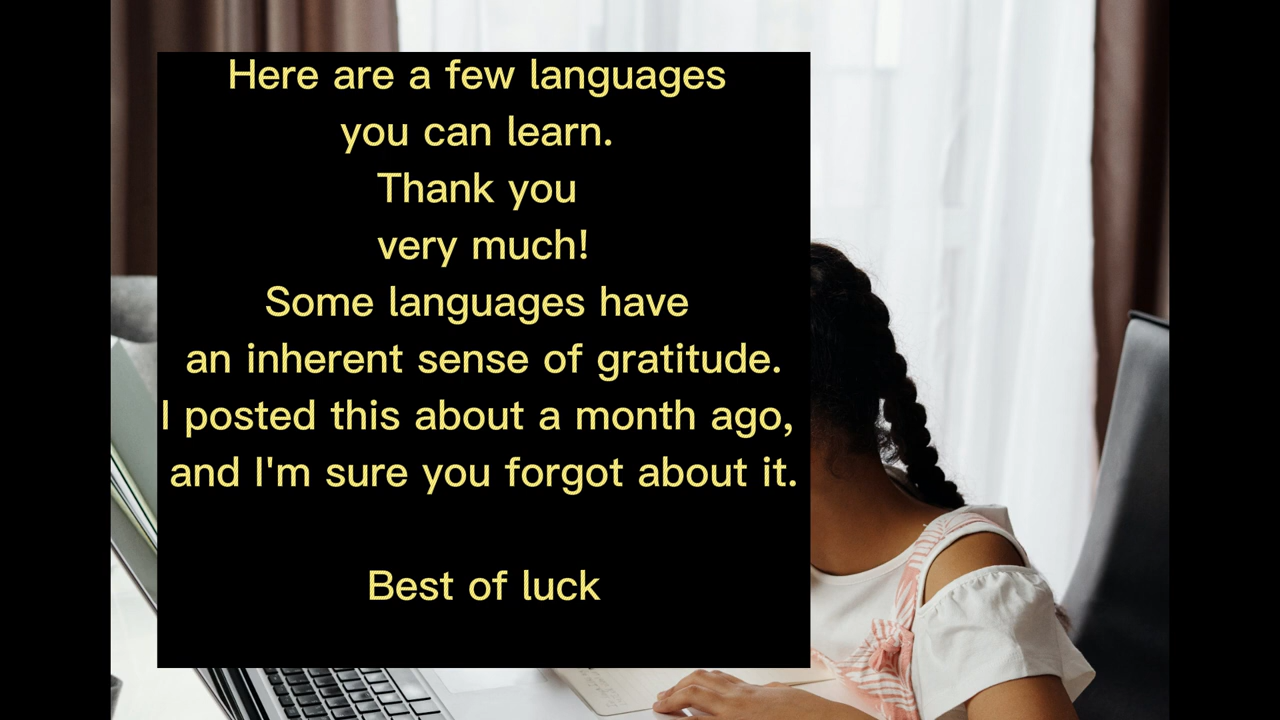 Here are a few languages
you can learn.
Thank you
very much!
Some languages have
an inherent sense of gratitude.
I posted this about a month ago,
and I'm sure you forgot about it.
Best of luck